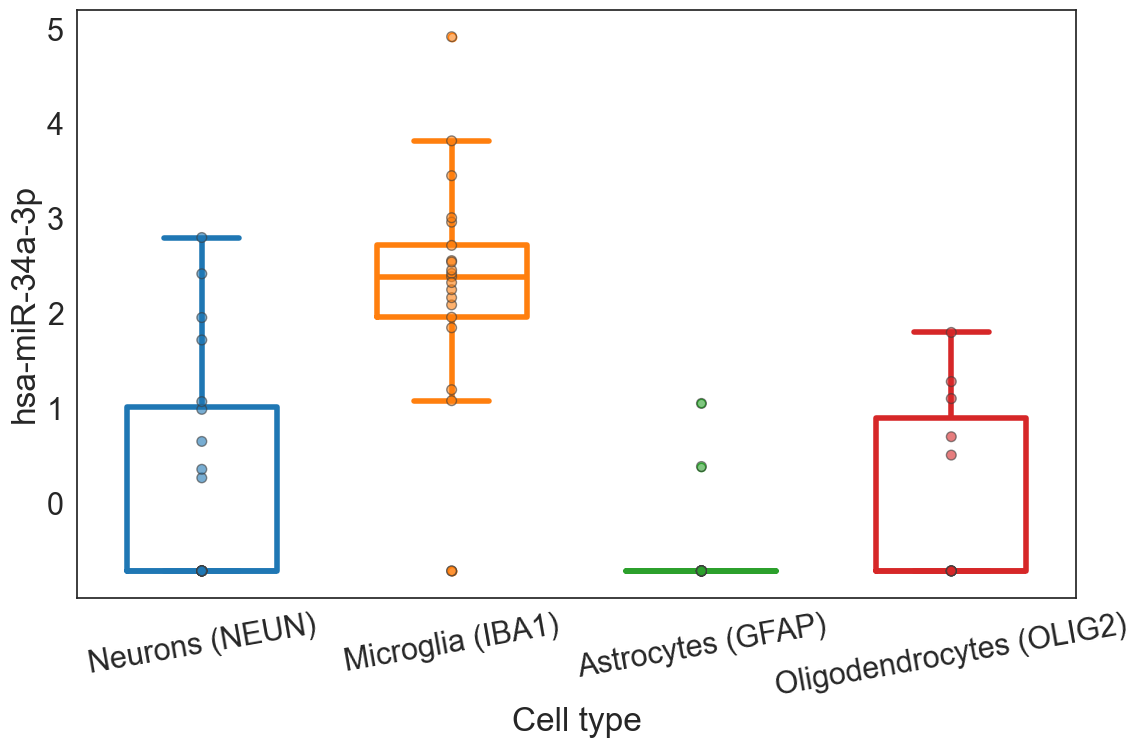 hsa-miR-34a-3p
5
4
3
2
1
0
Neurons (NEUN)
Microglia (IBA1)
Astrocytes (GFAP)
Oligodendrocytes (OLIG2)
Cell type